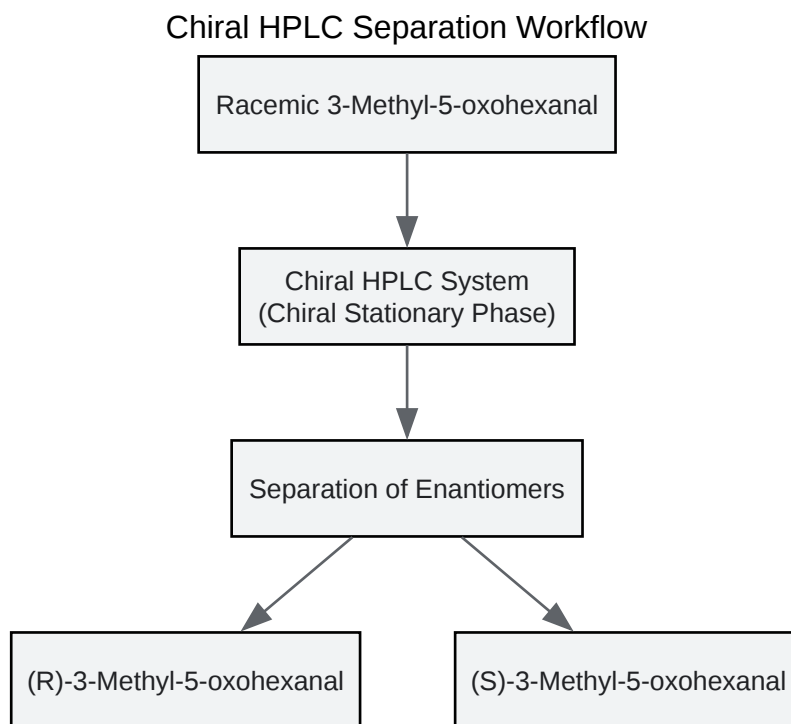 Chiral HPLC Separation Workflow
Racemic 3-Methyl-5-oxohexanal
Chiral HPLC System
(Chiral Stationary Phase)
Separation of Enantiomers
(R)-3-Methyl-5-oxohexanal
(S)-3-Methyl-5-oxohexanal